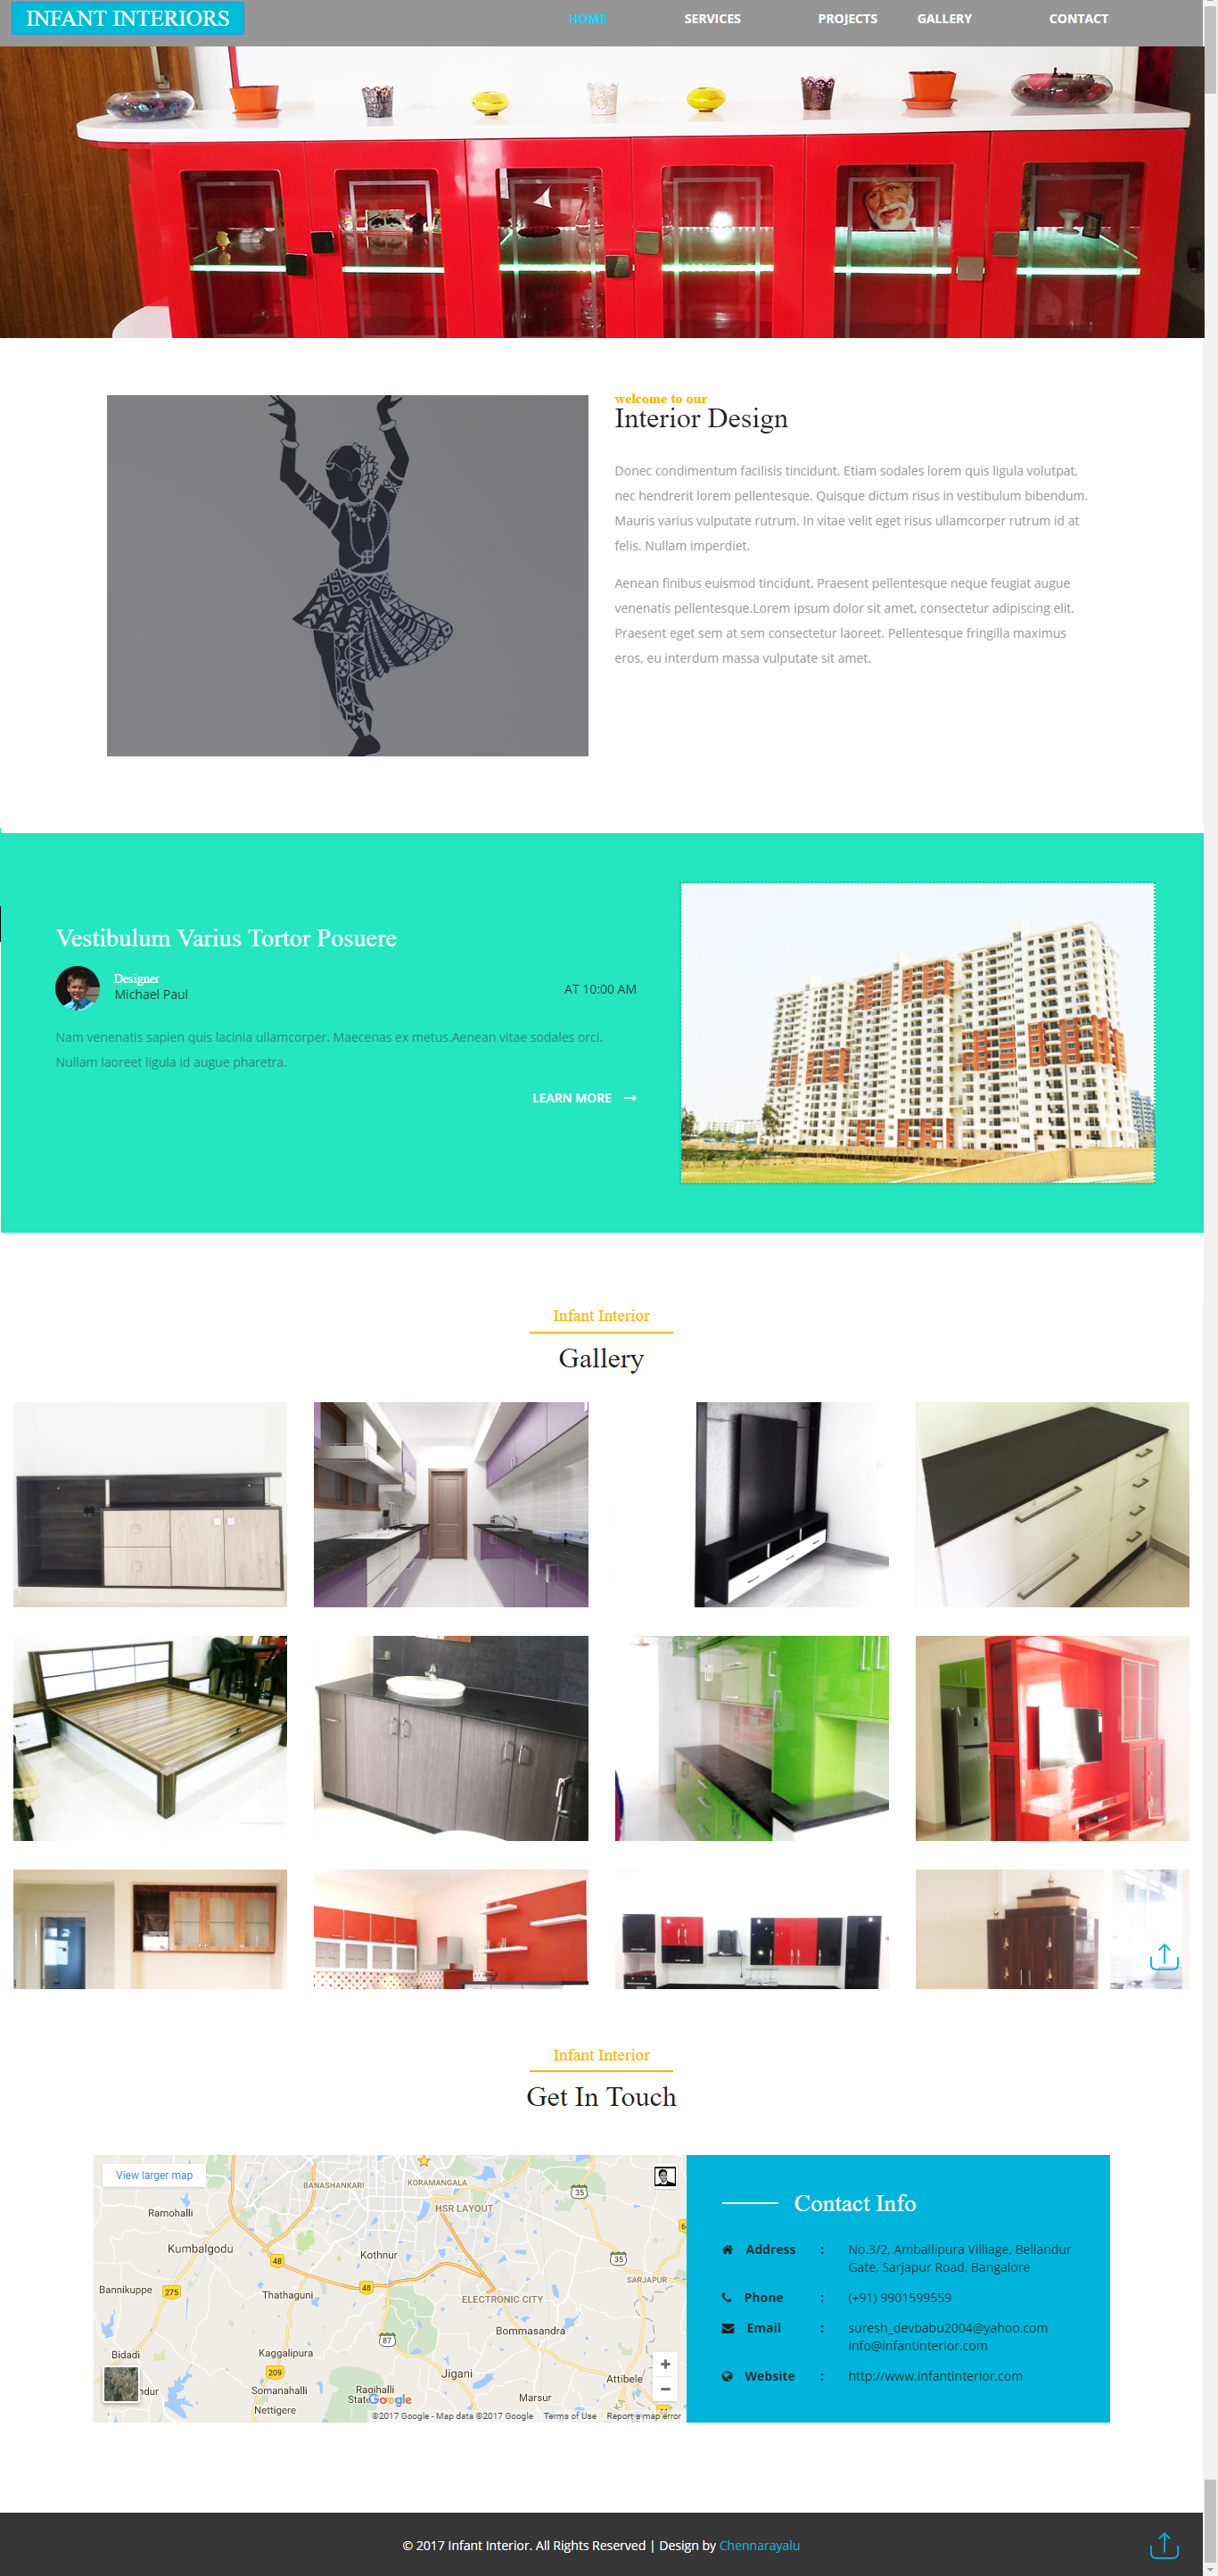 INFANT INTERIORS
HOME SERVICES PROJECTS GALLERY CONTACT
welcome to our
Interior Design
Donec condimentum facilisis tincidunt. Etiam sodales lorem quis ligula volutpat,
nec hendrerit lorem pellentesque. Quisque dictum risus in vestibulum bibendum.
Mauris varius vulputate rutrum. In vitae velit eget risus ullamcorper rutrum id at
felis. Nullam imperdiet.
Aenean finibus euismod tincidunt. Praesent pellentesque neque feugiat augue
venenatis pellentesque.Lorem ipsum dolor sit amet, consectetur adipiscing elit.
Praesent eget sem at sem consectetur laoreet. Pellentesque fringilla maximus
eros, eu interdum massa vulputate sit amet.
Vestibulum Varius Tortor Posuere
Designer
Michael Paul
AT 10:00 AM
Nam venenatis sapien quis lacinia ullamcorper. Maecenas ex metus.Aenean vitae sodales orci.
Nullam laoreet ligula id augue pharetra.
LEARN MORE
Infant Interior
Gallery
Infant Interior
Get In Touch
View larger map
BANASHANKARI
KORAMANGALA
35
HSR LAYOUT
Ramohalli
Kumbalgodu
Kothnur
48
35
SARJAPUR
Bannikuppe
275
Thathaguni
48
ELECTRONIC CITY
Bommasandra
87
Bidadi
Kaggalipura
209
Jigani
Attibele
Somanahalli
Ragihalli
Google
Marsur
Nettigere
©2017 Google - Map data ©2017 Google Terms of Use Report a map error
Contact Info
Address : No.3/2, Amballipura Villiage, Bellandur
Gate, Sarjapur Road, Bangalore
Phone : (+91) 9901599559
Email : suresh_devbabu2004@yahoo.com
info@infantinterior.com
Website : http://www.infantinterior.com
© 2017 Infant Interior. All Rights Reserved | Design by Chennarayalu